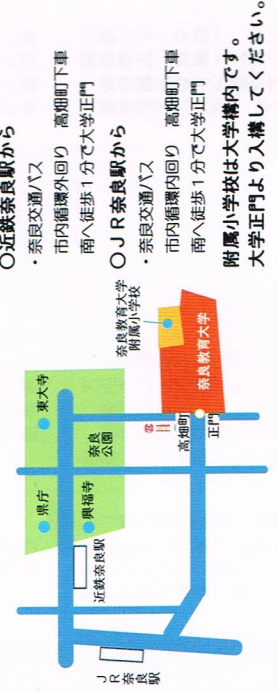 ○近鉄奈良駅から
・奈良交通バス
市内循環外回り　高畑町下車
南へ徒歩1分で大学正門
○JR奈良駅から
・奈良交通バス
市内循環内回り　高畑町下車
南へ徒歩1分で大学正門
附属小学校は大学構内です。
大学正門より入構してください。
県庁
東大寺
興福寺
奈良
公園
近鉄奈良駅
JR奈良駅
奈良教育大学
附属小学校
奈良教育大学
高畑町
正門